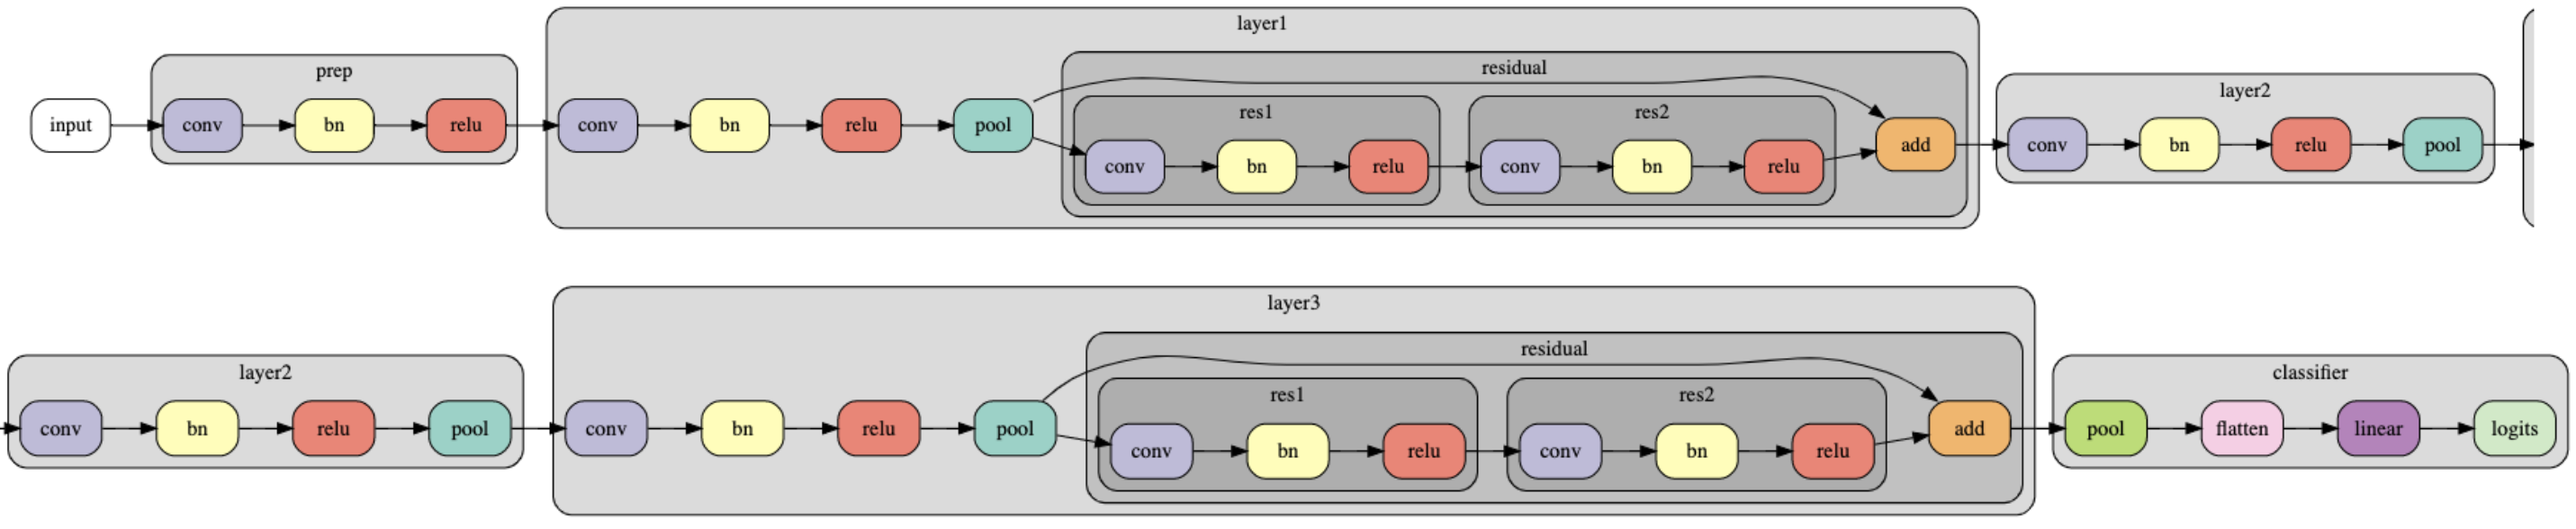 layer1
residual
prep
layer2
res1
res2
input
conv
bn
relu
conv
bn
relu
pool
conv
bn
relu
conv
bn
relu
add
conv
bn
relu
pool
layer3
residual
layer2
classifier
res1
res2
conv
bn
relu
pool
conv
bn
relu
pool
conv
bn
relu
conv
bn
relu
add
pool
flatten
linear
logits